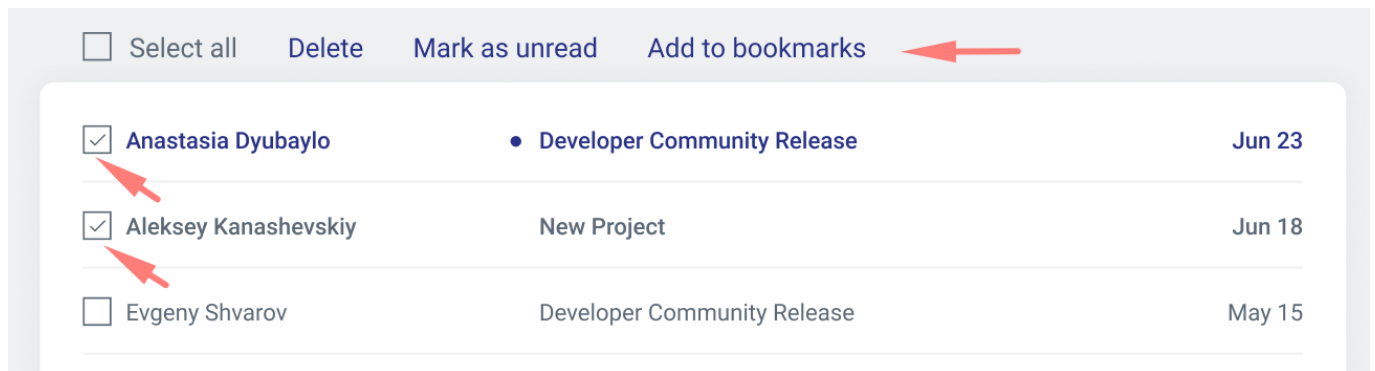 Select all Delete Mark as unread Add to bookmarks
Anastasia Dyubaylo Developer Community Release Jun 23
Aleksey Kanashevskiy New Project Jun 18
Evgeny Shvarov Developer Community Release May 15